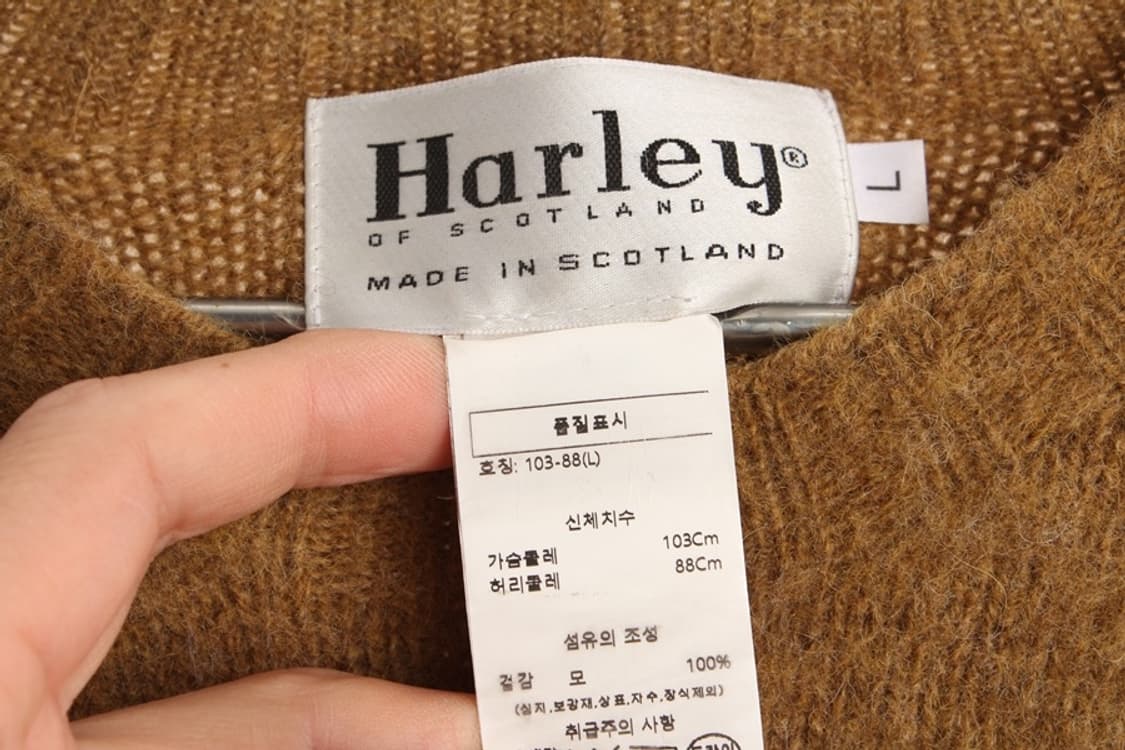 Harley®
OF SCOTLAND
MADE IN SCOTLAND
L
품질표시
호칭: 103-88(L)
신체치수
가슴둘레 103Cm
허리둘레 88Cm
섬유의 조성
겉감 모 100%
(심지,보강재,상표,자수,장식제외)
취급주의 사항